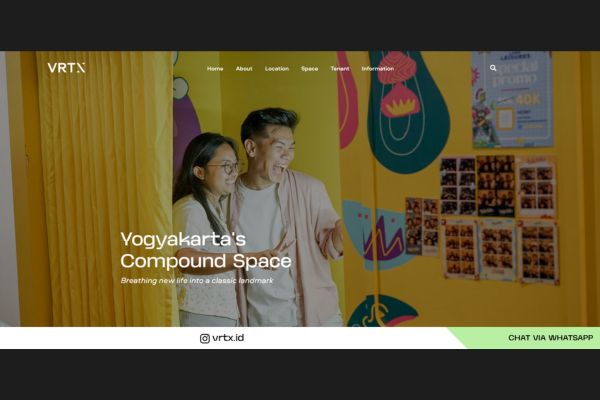 VRTX
Home About Location Space Tenant Information
Special
promo
40K
Yogyakarta's
Compound Space
Breathing new life into a classic landmark
vrtx.id
CHAT VIA WHATSAPP